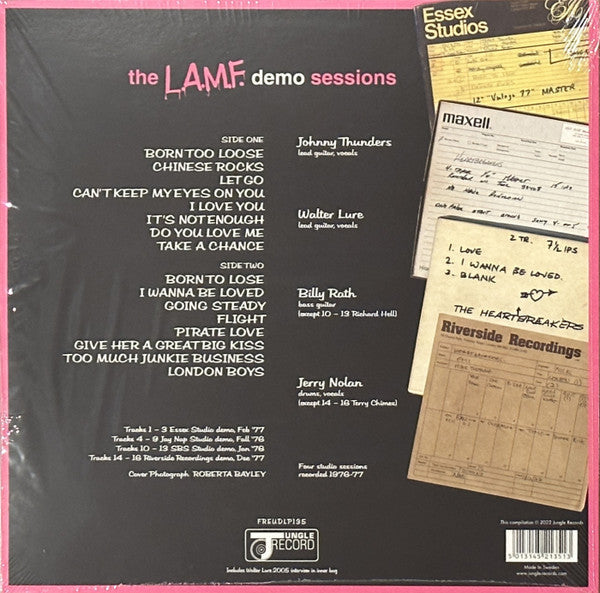 the L.A.M.F. demo sessions
SIDE ONE
BORN TOO LOOSE
CHINESE ROCKS
LET GO
CAN'T KEEP MY EYES ON YOU
I LOVE YOU
IT'S NOT ENOUGH
DO YOU LOVE ME
TAKE A CHANCE
SIDE TWO
BORN TO LOSE
I WANNA BE LOVED
GOING STEADY
FLIGHT
PIRATE LOVE
GIVE HER A GREAT BIG KISS
TOO MUCH JUNKIE BUSINESS
LONDON BOYS
Tracks 1 – 3 Essex Studio demo, Feb '77
Tracks 4 – 9 Jay Nap Studio demo, Fall '76
Tracks 10 – 13 SBS Studio demo, Jan '76
Tracks 14 – 16 Riverside Recordings demo, Dec '77
Cover Photograph ROBERTA BAYLEY
Johnny Thunders
lead guitar, vocals
Walter Lure
lead guitar, vocals
Billy Rath
bass guitar
(except 10 – 13 Richard Hell)
Jerry Nolan
drums, vocals
(except 14 – 16 Terry Chimes)
Four studio sessions
recorded 1976-77
Essex
Studios
12" "Vintage 77" MASTER
maxell
2 TR. 7½ IPS
1. LOVE
2. I WANNA BE LOVED.
3. BLANK
THE HEARTBREAKERS
Riverside Recordings
FREUDLP135
JUNGLE
RECORD
Includes Walter Lure 2005 interview in inner bag
This compilation © 2022 Jungle Records
5 013145 213513
Made in Sweden
www.jungle-records.com